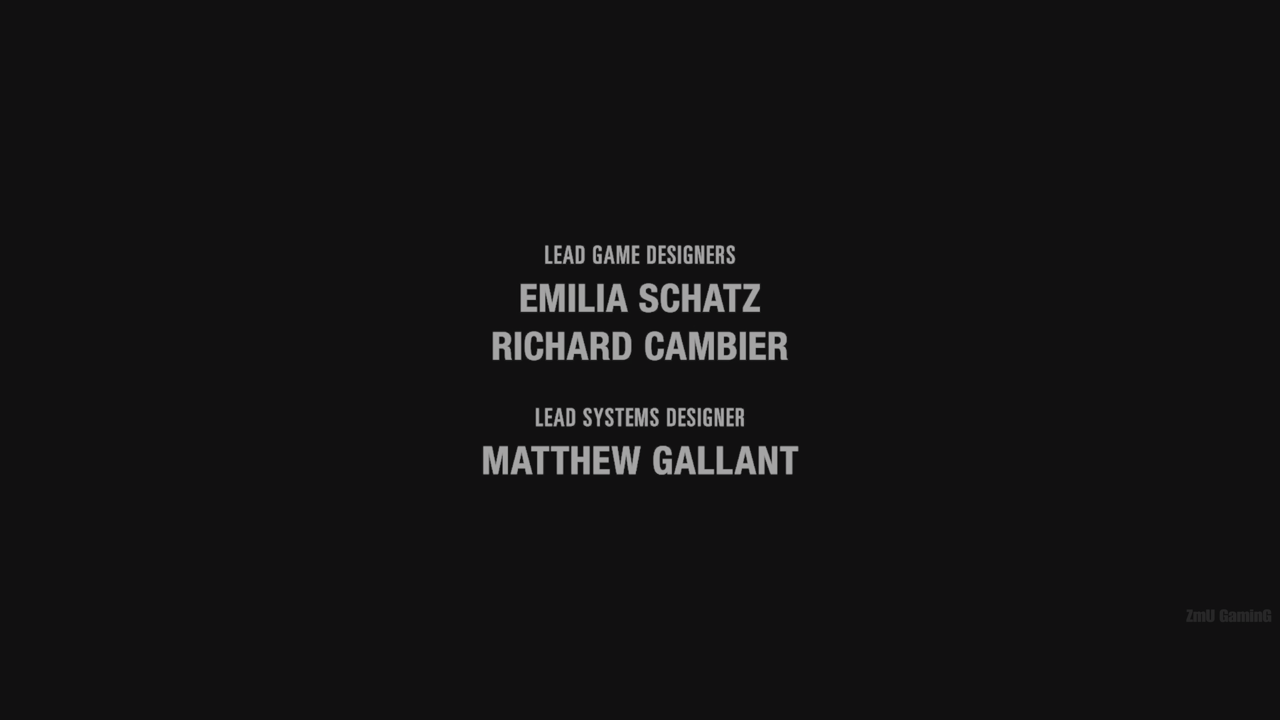 LEAD GAME DESIGNERS
EMILIA SCHATZ
RICHARD CAMBIER
LEAD SYSTEMS DESIGNER
MATTHEW GALLANT
ZmU GaminG